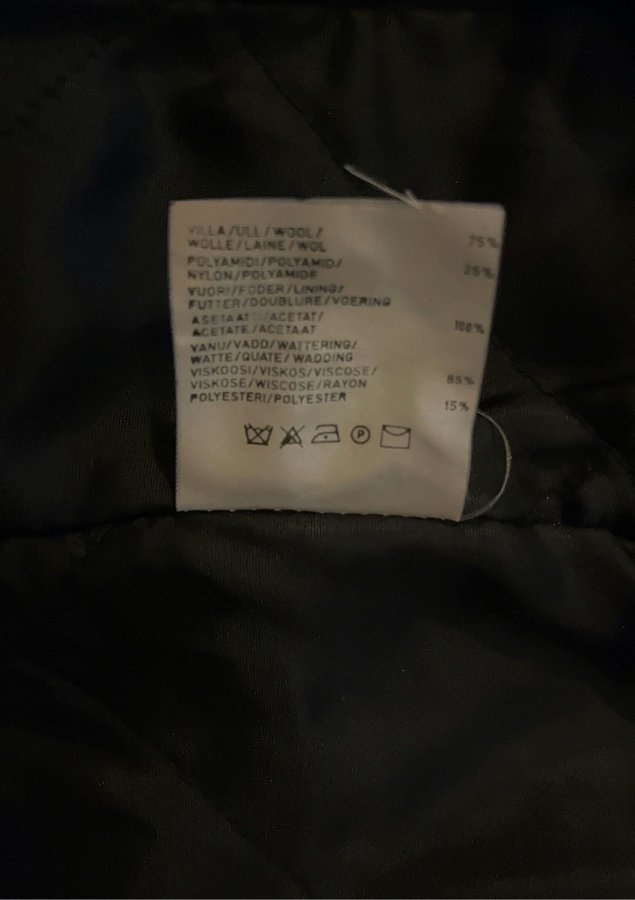 VILLA/ULL/WOOL/
WOLLE/LAINE/WOL 75%
POLYAMIDI/POLYAMID/
NYLON/POLYAMIDE 25%
VUORI/FODER/LINING/
FUTTER/DOUBLURE/VOERING
ASETAATTI/ACETAT/
ACETATE/ACETAAT 100%
VANU/VADD/WATTERING/
WATTE/QUATE/WADDING
VISKOOSI/VISKOS/VISCOSE/
VISKOSE/WISCOSE/RAYON 85%
POLYESTERI/POLYESTER 15%
P